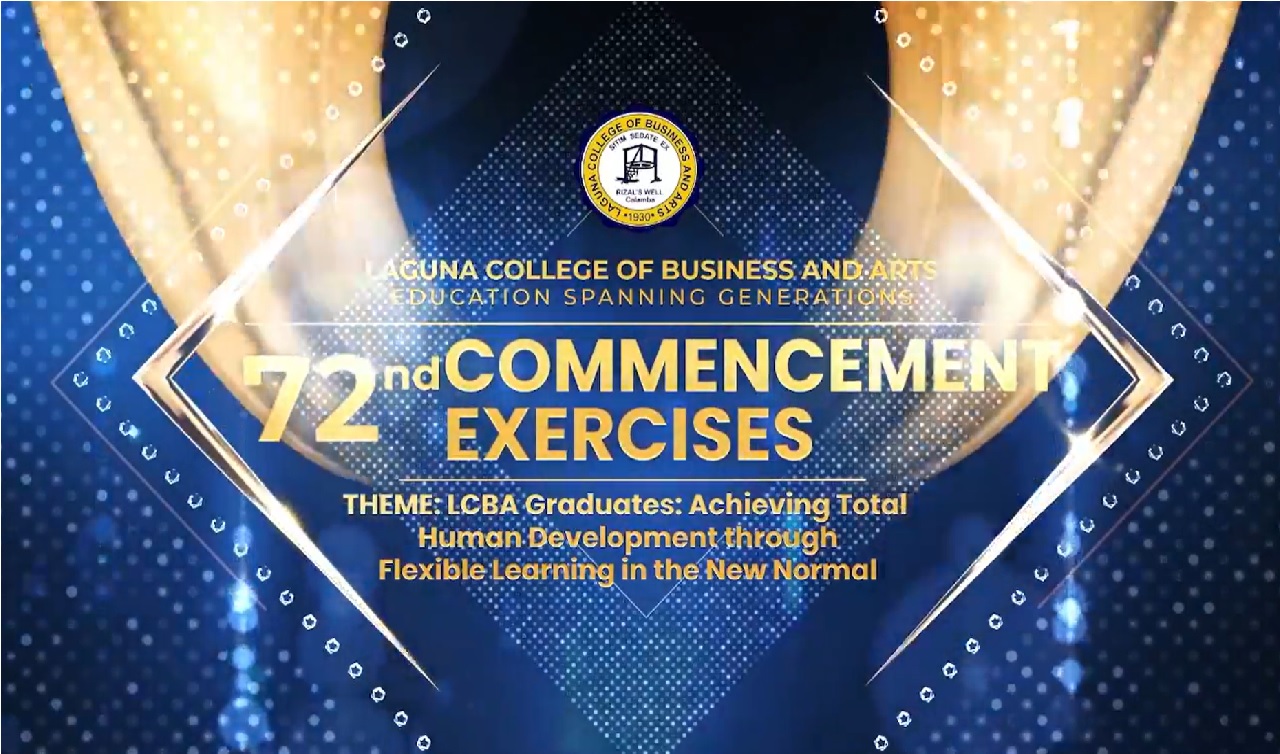 LAGUNA COLLEGE OF BUSINESS AND ARTS
SITIM SEDATE EX
RIZAL'S WELL
Calamba
•1930•
LAGUNA COLLEGE OF BUSINESS AND ARTS
EDUCATION SPANNING GENERATIONS
72nd COMMENCEMENT
EXERCISES
THEME: LCBA Graduates: Achieving Total
Human Development through
Flexible Learning in the New Normal